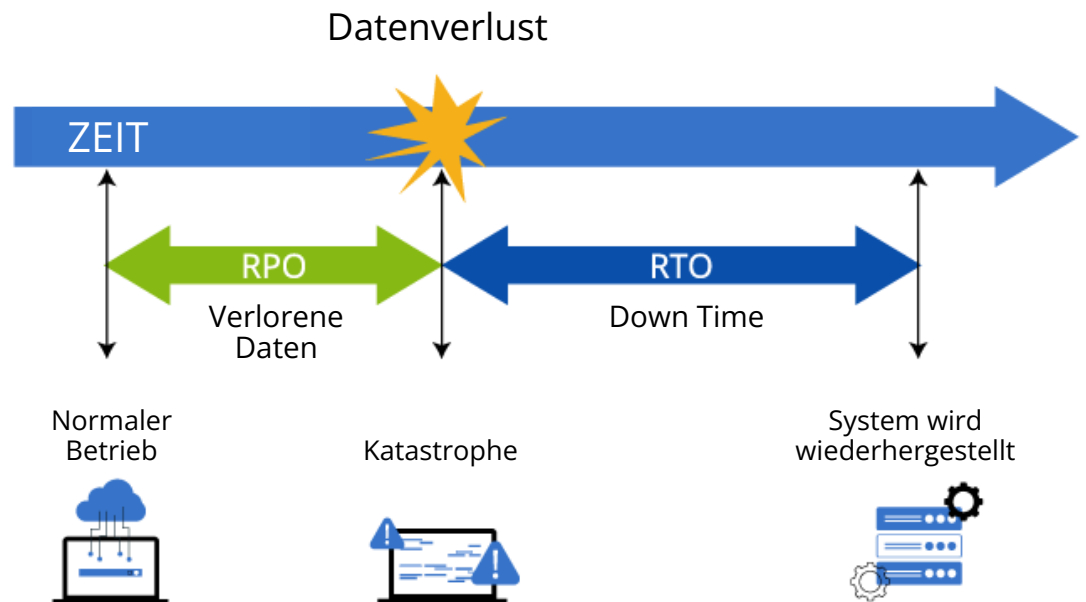 Datenverlust
ZEIT
RPO
RTO
Verlorene
Daten
Down Time
Normaler
Betrieb
Katastrophe
System wird
wiederhergestellt